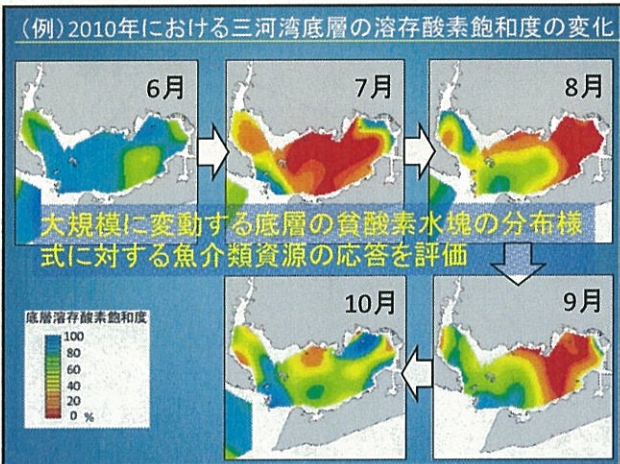 (例)2010年における三河湾底層の溶存酸素飽和度の変化
6月
7月
8月
大規模に変動する底層の貧酸素水塊の分布様
式に対する魚介類資源の応答を評価
9月
10月
底層溶存酸素飽和度
100
80
60
40
20
0 %